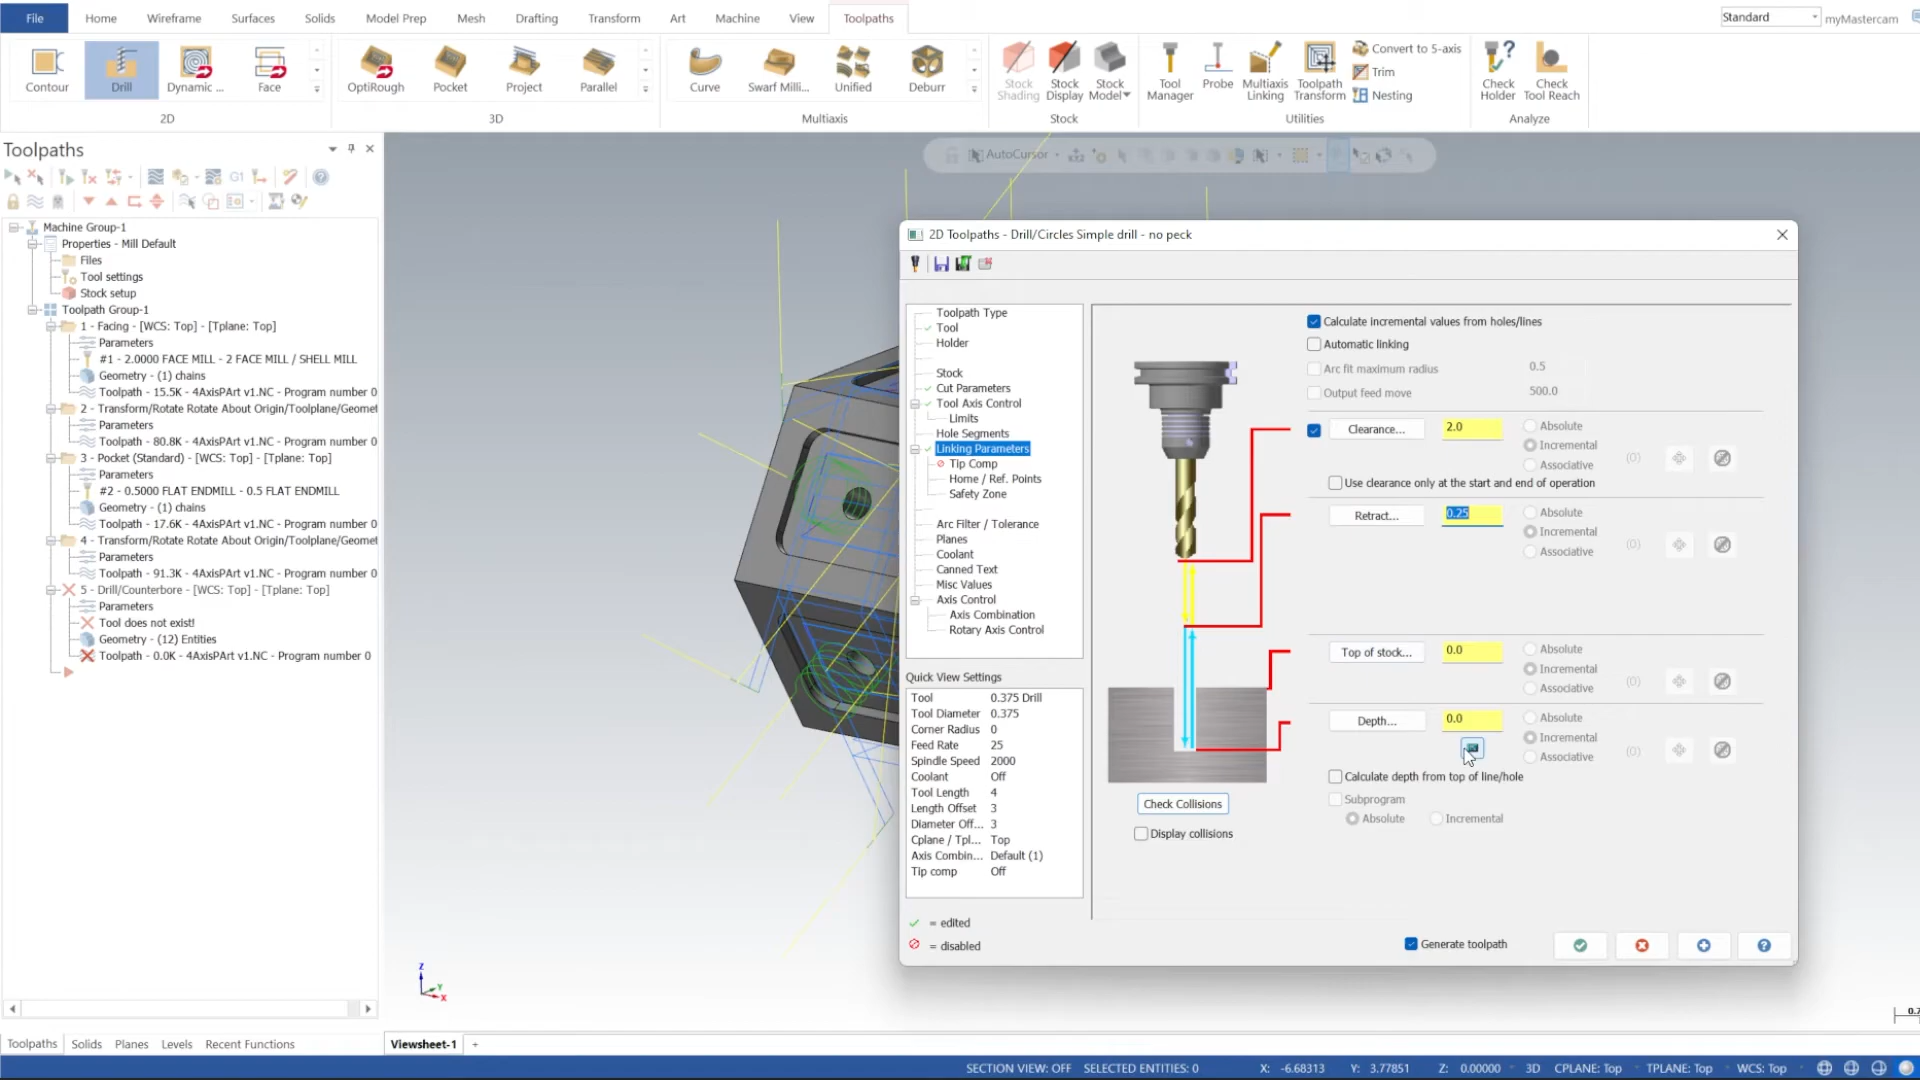 File Home Wireframe Surfaces Solids Model Prep Mesh Drafting Transform Art Machine View Toolpaths Standard myMastercam
Contour Drill Dynamic ... Face
2D
OptiRough Pocket Project Parallel
3D
Curve Swarf Milli... Unified Deburr
Multiaxis
Stock Shading Stock Display Stock Model
Stock
Tool Manager Probe Multiaxis Linking Toolpath Transform
Convert to 5-axis
Trim
Nesting
Utilities
Check Holder Check Tool Reach
Analyze
Toolpaths
G1
AutoCursor
Machine Group-1
Properties - Mill Default
Files
Tool settings
Stock setup
Toolpath Group-1
1 - Facing - [WCS: Top] - [Tplane: Top]
Parameters
#1 - 2.0000 FACE MILL - 2 FACE MILL / SHELL MILL
Geometry - (1) chains
Toolpath - 15.5K - 4AxisPArt v1.NC - Program number 0
2 - Transform/Rotate Rotate About Origin/Toolplane/Geomet
Parameters
Toolpath - 80.8K - 4AxisPArt v1.NC - Program number 0
3 - Pocket (Standard) - [WCS: Top] - [Tplane: Top]
Parameters
#2 - 0.5000 FLAT ENDMILL - 0.5 FLAT ENDMILL
Geometry - (1) chains
Toolpath - 17.6K - 4AxisPArt v1.NC - Program number 0
4 - Transform/Rotate Rotate About Origin/Toolplane/Geomet
Parameters
Toolpath - 91.3K - 4AxisPArt v1.NC - Program number 0
5 - Drill/Counterbore - [WCS: Top] - [Tplane: Top]
Parameters
Tool does not exist!
Geometry - (12) Entities
Toolpath - 0.0K - 4AxisPArt v1.NC - Program number 0
Z
Y
X
2D Toolpaths - Drill/Circles Simple drill - no peck
Toolpath Type
Tool
Holder
Stock
Cut Parameters
Tool Axis Control
Limits
Hole Segments
Linking Parameters
Tip Comp
Home / Ref. Points
Safety Zone
Arc Filter / Tolerance
Planes
Coolant
Canned Text
Misc Values
Axis Control
Axis Combination
Rotary Axis Control
Quick View Settings
Tool 0.375 Drill
Tool Diameter 0.375
Corner Radius 0
Feed Rate 25
Spindle Speed 2000
Coolant Off
Tool Length 4
Length Offset 3
Diameter Off... 3
Cplane / Tpl... Top
Axis Combin... Default (1)
Tip comp Off
= edited
= disabled
Calculate incremental values from holes/lines
Automatic linking
Arc fit maximum radius 0.5
Output feed move 500.0
Clearance... 2.0 Absolute
Incremental
Associative (0)
Use clearance only at the start and end of operation
Retract... 0.25 Absolute
Incremental
Associative (0)
Top of stock... 0.0 Absolute
Incremental
Associative (0)
Depth... 0.0 Absolute
Incremental
Associative (0)
Calculate depth from top of line/hole
Subprogram
Absolute Incremental
Check Collisions
Display collisions
Generate toolpath
0.7
Toolpaths Solids Planes Levels Recent Functions
Viewsheet-1 +
SECTION VIEW: OFF SELECTED ENTITIES: 0 X: -6.68313 Y: 3.77851 Z: 0.00000 3D CPLANE: Top TPLANE: Top WCS: Top